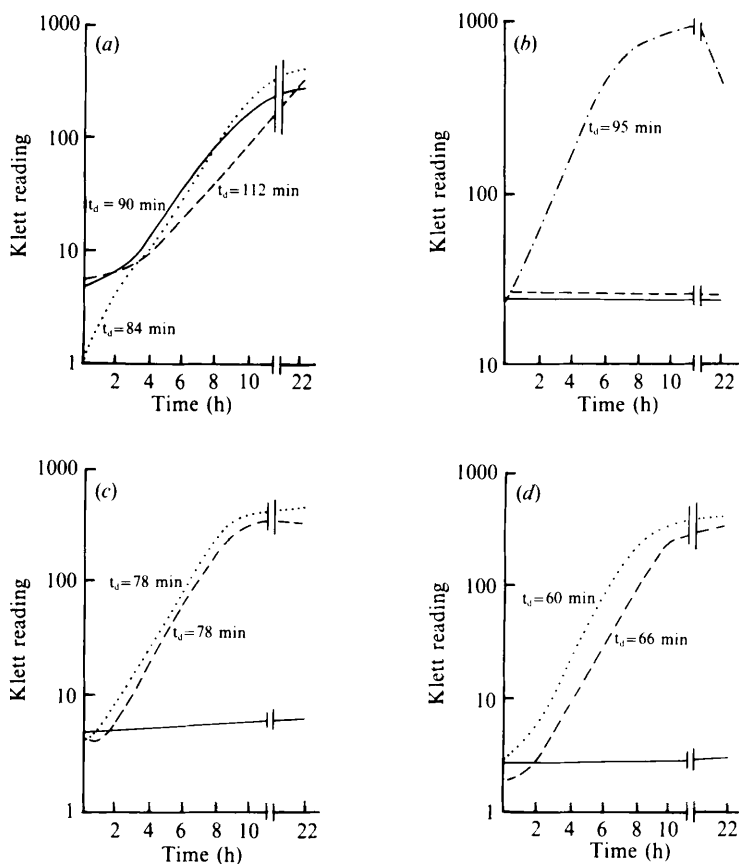 (a)
1000
100
10
1
Klett reading
t_d = 90 min
t_d = 112 min
t_d = 84 min
2 4 6 8 10 22
Time (h)
(b)
1000
100
10
Klett reading
t_d = 95 min
2 4 6 8 10 22
Time (h)
(c)
1000
100
10
1
Klett reading
t_d = 78 min
t_d = 78 min
2 4 6 8 10 22
Time (h)
(d)
1000
100
10
1
Klett reading
t_d = 60 min
t_d = 66 min
2 4 6 8 10 22
Time (h)